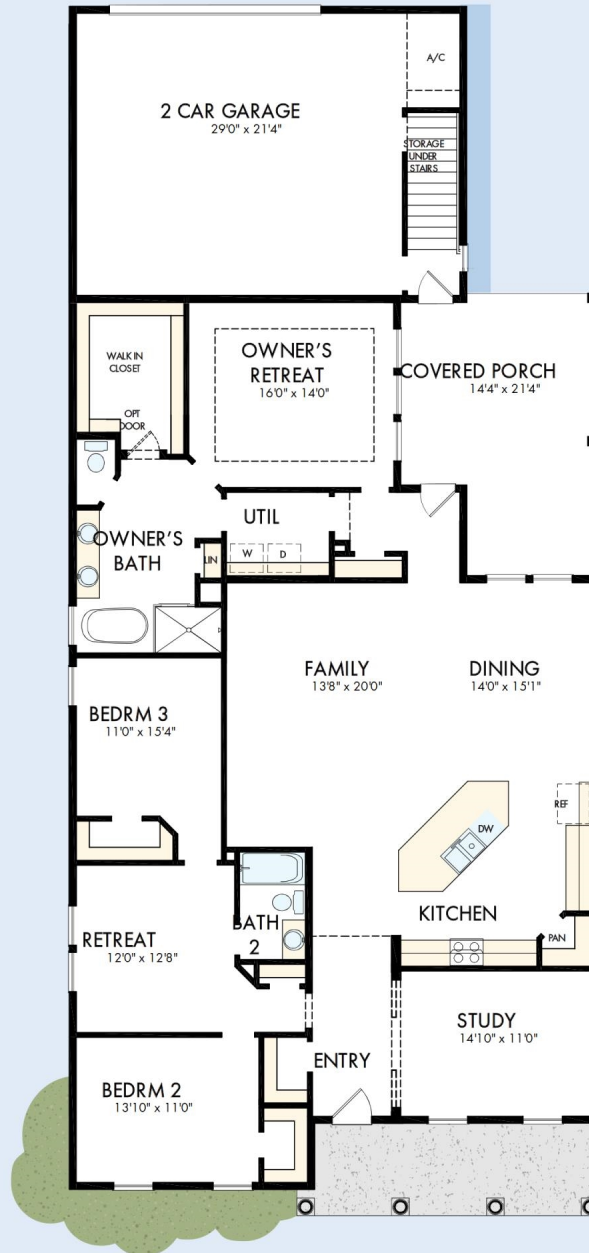 A/C
2 CAR GARAGE
29'0" x 21'4"
STORAGE
UNDER
STAIRS
WALK IN
CLOSET
OPT
DOOR
OWNER'S
RETREAT
16'0" x 14'0"
COVERED PORCH
14'4" x 21'4"
UTIL
OWNER'S
BATH
LIN
W
D
FAMILY
13'8" x 20'0"
DINING
14'0" x 15'1"
BEDRM 3
11'0" x 15'4"
REF
DW
KITCHEN
BATH
2
RETREAT
12'0" x 12'8"
PAN
STUDY
14'10" x 11'0"
ENTRY
BEDRM 2
13'10" x 11'0"